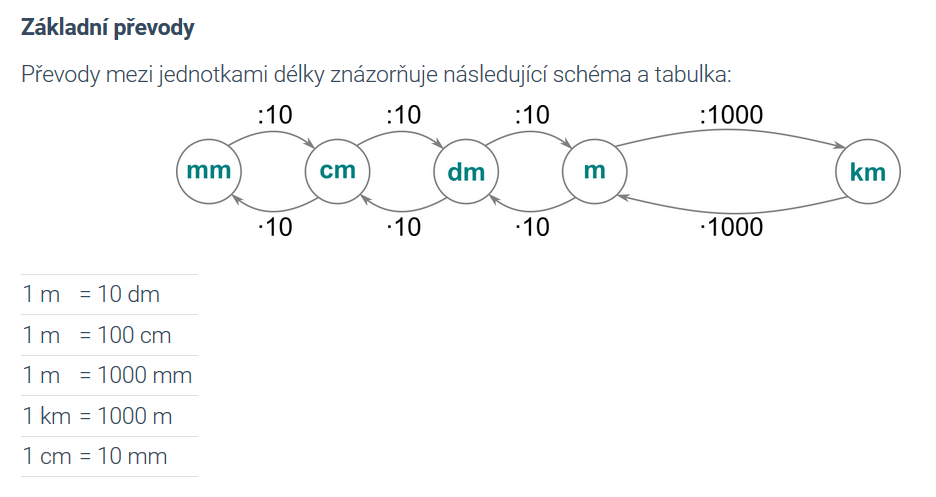 Základní převody
Převody mezi jednotkami délky znázorňuje následující schéma a tabulka:
:10 :10 :10 :1000
mm cm dm m km
·10 ·10 ·10 ·1000
1 m = 10 dm
1 m = 100 cm
1 m = 1000 mm
1 km = 1000 m
1 cm = 10 mm